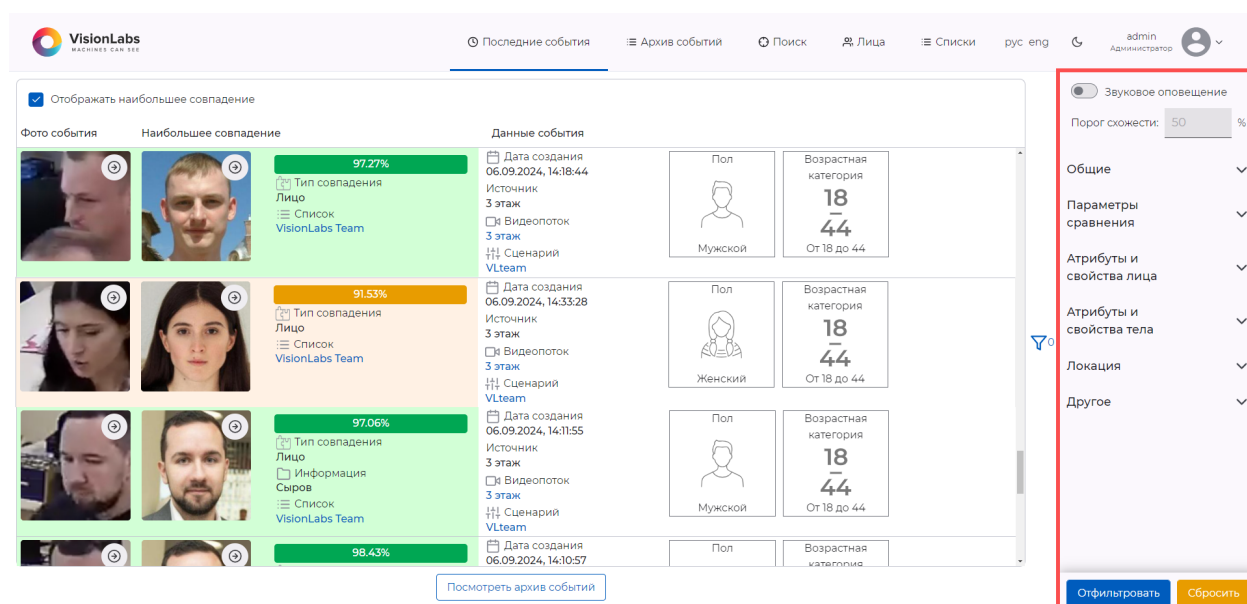 VisionLabs
MACHINES CAN SEE
Последние события
Архив событий
Поиск
Лица
Списки
рус eng
admin
Администратор
Отображать наибольшее совпадение
Фото события Наибольшее совпадение Данные события
97.27%
Тип совпадения
Лицо
Список
VisionLabs Team
Дата создания
06.09.2024, 14:18:44
Источник
3 этаж
Видеопоток
3 этаж
Сценарий
VLteam
Пол
Мужской
Возрастная
категория
18
44
От 18 до 44
91.53%
Тип совпадения
Лицо
Список
VisionLabs Team
Дата создания
06.09.2024, 14:33:28
Источник
3 этаж
Видеопоток
3 этаж
Сценарий
VLteam
Пол
Женский
Возрастная
категория
18
44
От 18 до 44
97.06%
Тип совпадения
Лицо
Информация
Сыров
Список
VisionLabs Team
Дата создания
06.09.2024, 14:11:55
Источник
3 этаж
Видеопоток
3 этаж
Сценарий
VLteam
Пол
Мужской
Возрастная
категория
18
44
От 18 до 44
98.43%
Дата создания
06.09.2024, 14:10:57
Пол
Возрастная
категория
Посмотреть архив событий
0
Звуковое оповещение
Порог схожести: 50 %
Общие
Параметры
сравнения
Атрибуты и
свойства лица
Атрибуты и
свойства тела
Локация
Другое
Отфильтровать
Сбросить